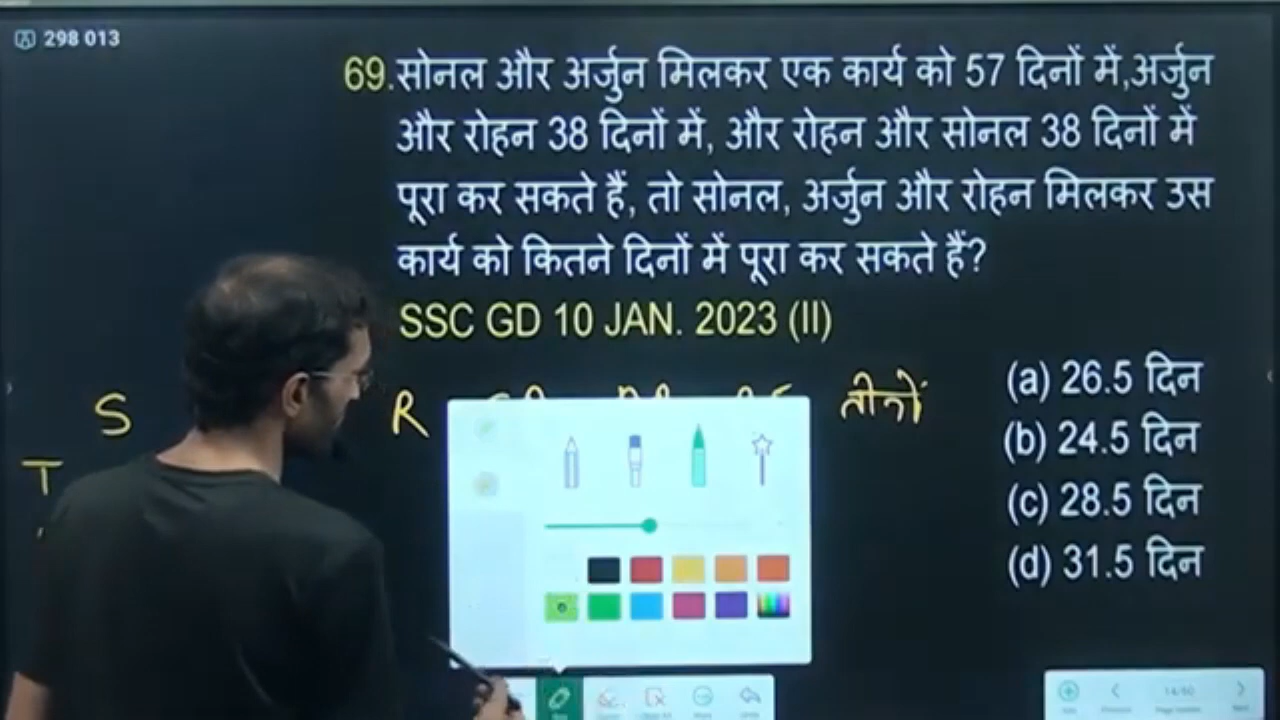 298 013
69.सोनल और अर्जुन मिलकर एक कार्य को 57 दिनों में,अर्जुन
और रोहन 38 दिनों में, और रोहन और सोनल 38 दिनों में
पूरा कर सकते हैं, तो सोनल, अर्जुन और रोहन मिलकर उस
कार्य को कितने दिनों में पूरा कर सकते हैं?
SSC GD 10 JAN. 2023 (II)
(a) 26.5 दिन
(b) 24.5 दिन
(c) 28.5 दिन
(d) 31.5 दिन
S R तीनों
T